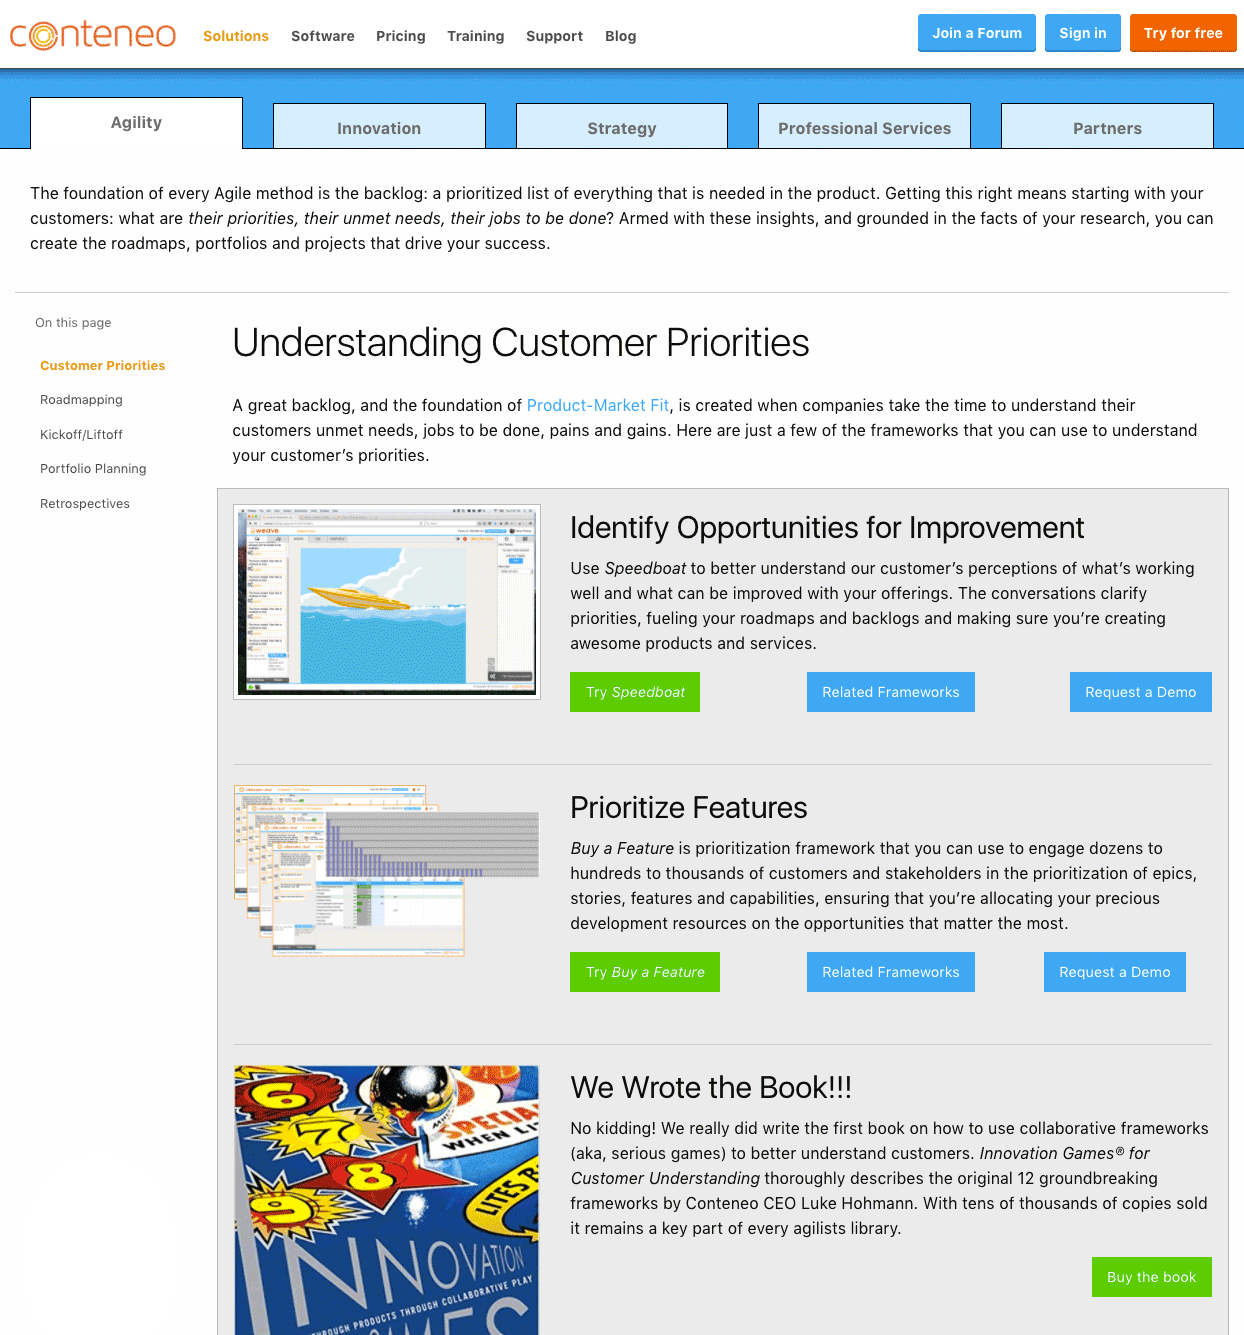 conteneo
Solutions Software Pricing Training Support Blog
Join a Forum Sign in Try for free
Agility Innovation Strategy Professional Services Partners
The foundation of every Agile method is the backlog: a prioritized list of everything that is needed in the product. Getting this right means starting with your
customers: what are their priorities, their unmet needs, their jobs to be done? Armed with these insights, and grounded in the facts of your research, you can
create the roadmaps, portfolios and projects that drive your success.
On this page
Customer Priorities
Roadmapping
Kickoff/Liftoff
Portfolio Planning
Retrospectives
Understanding Customer Priorities
A great backlog, and the foundation of Product-Market Fit, is created when companies take the time to understand their
customers unmet needs, jobs to be done, pains and gains. Here are just a few of the frameworks that you can use to understand
your customer’s priorities.
weave
Identify Opportunities for Improvement
Use Speedboat to better understand our customer’s perceptions of what’s working
well and what can be improved with your offerings. The conversations clarify
priorities, fueling your roadmaps and backlogs and making sure you’re creating
awesome products and services.
Try Speedboat Related Frameworks Request a Demo
Prioritize Features
Buy a Feature is prioritization framework that you can use to engage dozens to
hundreds to thousands of customers and stakeholders in the prioritization of epics,
stories, features and capabilities, ensuring that you’re allocating your precious
development resources on the opportunities that matter the most.
Try Buy a Feature Related Frameworks Request a Demo
6
7
8
9
SPECIAL
WHEN LI
LITES
INNOVATION
THROUGH PRODUCTS THROUGH COLLABORATIVE PLAY
GAMES
We Wrote the Book!!!
No kidding! We really did write the first book on how to use collaborative frameworks
(aka, serious games) to better understand customers. Innovation Games® for
Customer Understanding thoroughly describes the original 12 groundbreaking
frameworks by Conteneo CEO Luke Hohmann. With tens of thousands of copies sold
it remains a key part of every agilists library.
Buy the book